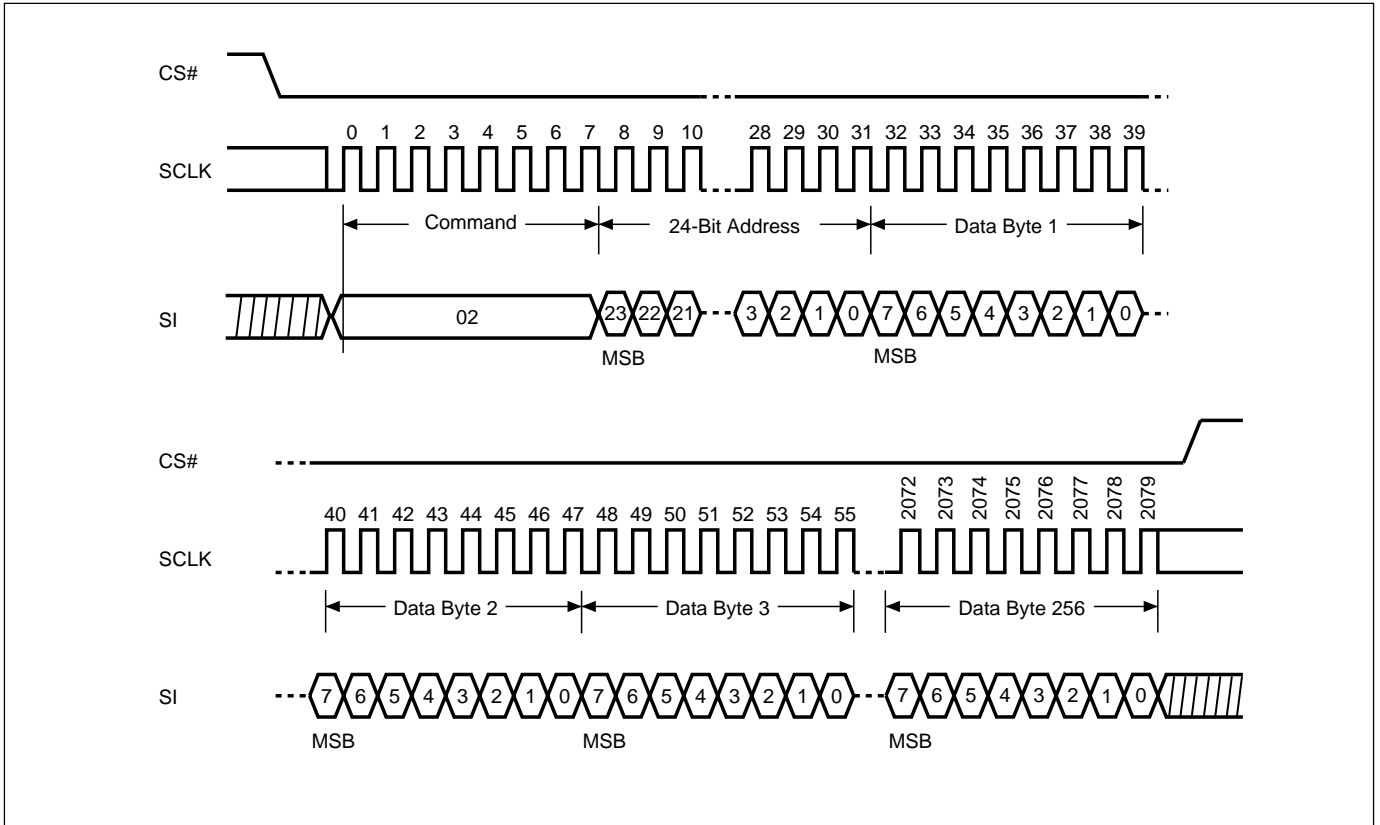 CS#
0 1 2 3 4 5 6 7 8 9 10 28 29 30 31 32 33 34 35 36 37 38 39
SCLK
Command 24-Bit Address Data Byte 1
SI 02 23 22 21 3 2 1 0 7 6 5 4 3 2 1 0
MSB MSB
CS#
40 41 42 43 44 45 46 47 48 49 50 51 52 53 54 55 2072 2073 2074 2075 2076 2077 2078 2079
SCLK
Data Byte 2 Data Byte 3 Data Byte 256
SI 7 6 5 4 3 2 1 0 7 6 5 4 3 2 1 0 7 6 5 4 3 2 1 0
MSB MSB MSB